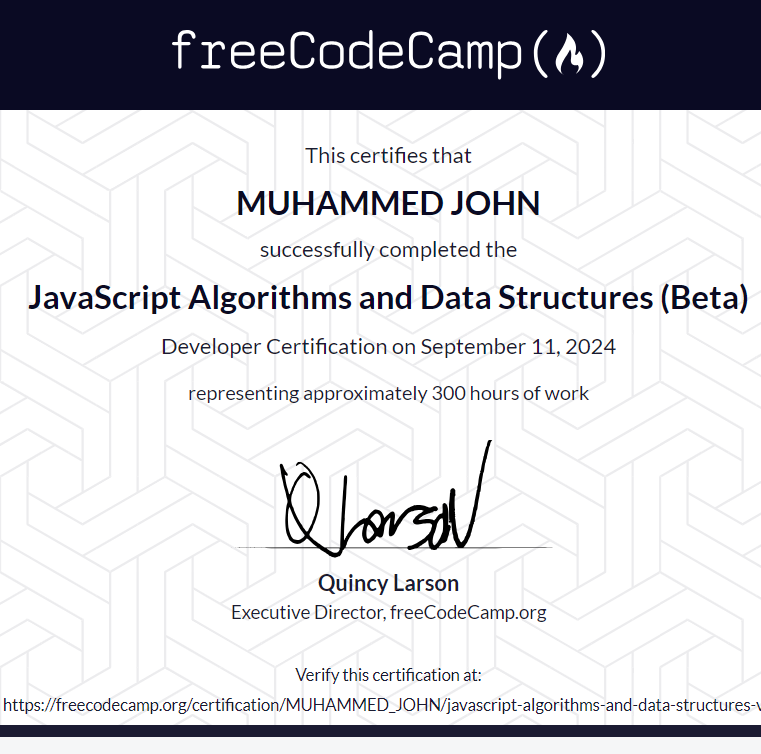 freeCodeCamp(🔥)
This certifies that
MUHAMMED JOHN
successfully completed the
JavaScript Algorithms and Data Structures (Beta)
Developer Certification on September 11, 2024
representing approximately 300 hours of work
Q Larson
Quincy Larson
Executive Director, freeCodeCamp.org
Verify this certification at:
https://freecodecamp.org/certification/MUHAMMED_JOHN/javascript-algorithms-and-data-structures-v